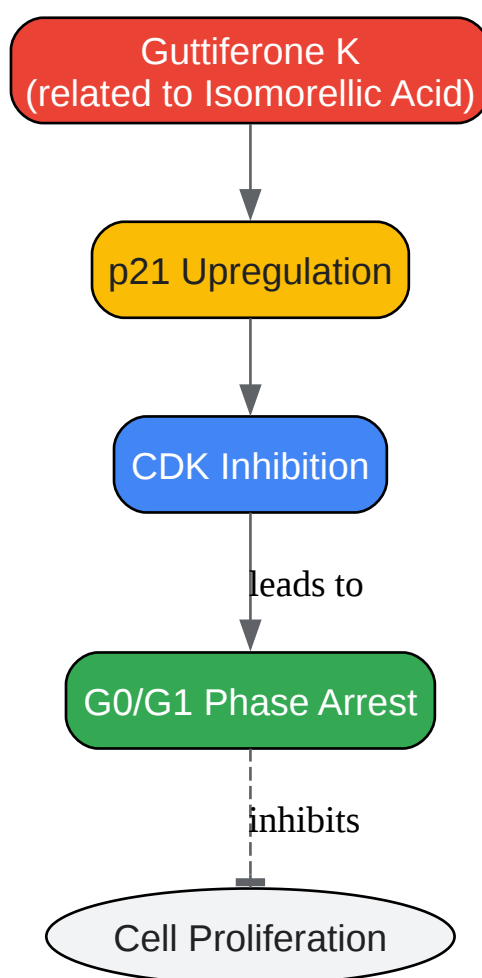 Guttiferone K
(related to Isomorellic Acid)
p21 Upregulation
CDK Inhibition
leads to
G0/G1 Phase Arrest
inhibits
Cell Proliferation